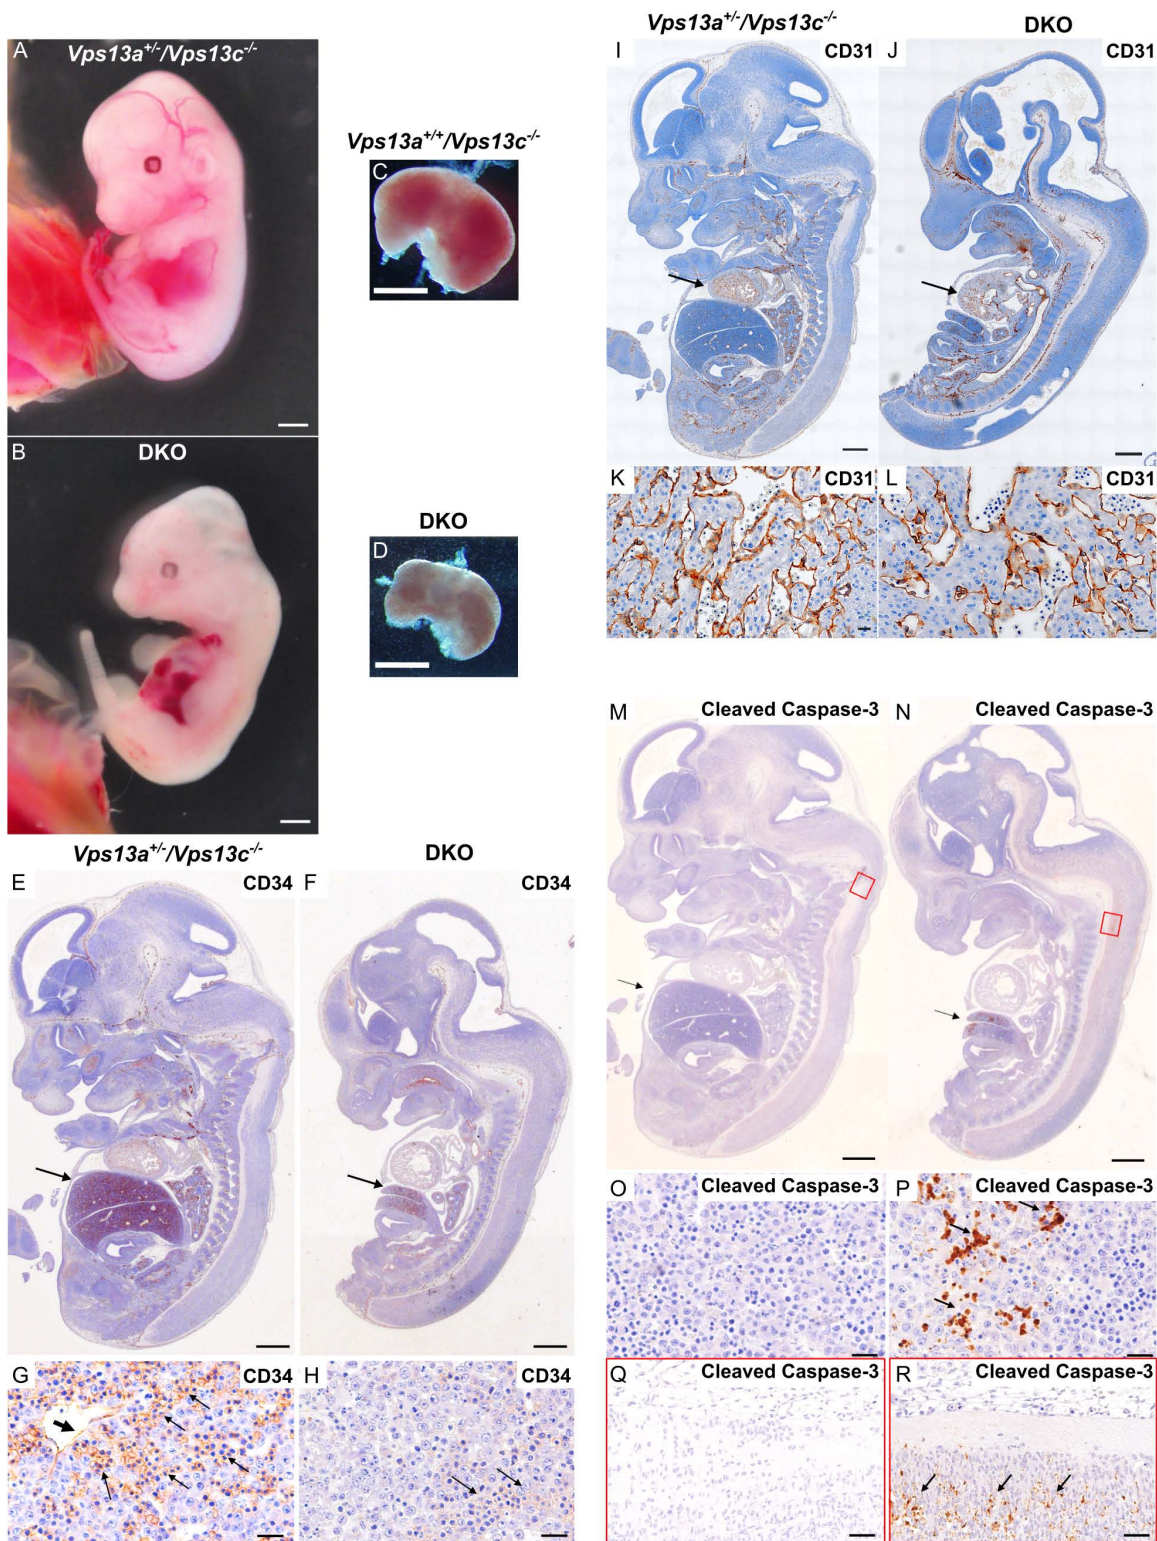 A
Vps13a+/-/Vps13c-/-
B
DKO
Vps13a+/+/Vps13c-/-
C
DKO
D
Vps13a+/-/Vps13c-/-
DKO
E
CD34
F
CD34
G
CD34
H
CD34
Vps13a+/-/Vps13c-/-
DKO
I
CD31
J
CD31
K
CD31
L
CD31
M
Cleaved Caspase-3
N
Cleaved Caspase-3
O
Cleaved Caspase-3
P
Cleaved Caspase-3
Q
Cleaved Caspase-3
R
Cleaved Caspase-3